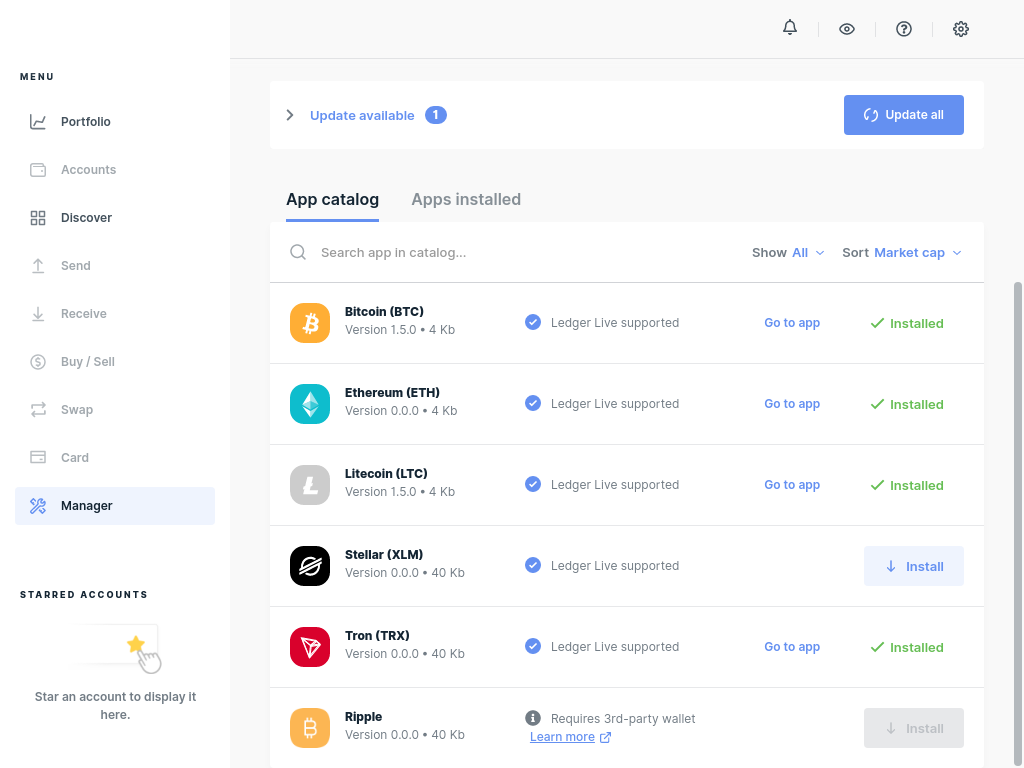 MENU
Portfolio
Accounts
Discover
Send
Receive
Buy / Sell
Swap
Card
Manager
STARRED ACCOUNTS
Star an account to display it
here.
Update available 1
Update all
App catalog Apps installed
Search app in catalog... Show All Sort Market cap
Bitcoin (BTC)
Version 1.5.0 • 4 Kb
Ledger Live supported Go to app Installed
Ethereum (ETH)
Version 0.0.0 • 4 Kb
Ledger Live supported Go to app Installed
Litecoin (LTC)
Version 1.5.0 • 4 Kb
Ledger Live supported Go to app Installed
Stellar (XLM)
Version 0.0.0 • 40 Kb
Ledger Live supported Install
Tron (TRX)
Version 0.0.0 • 40 Kb
Ledger Live supported Go to app Installed
Ripple
Version 0.0.0 • 40 Kb
Requires 3rd-party wallet
Learn more
Install